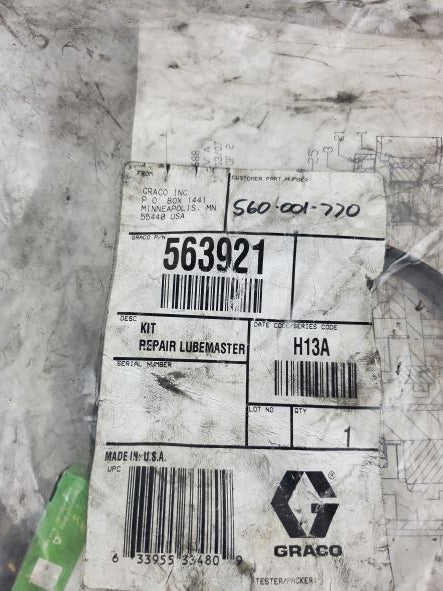 FROM
GRACO INC
P O BOX 1441
MINNEAPOLIS, MN
55440 USA
CUSTOMER PART NUMBER
560-001-770
GRACO P/N
563921
DESC
KIT
REPAIR LUBEMASTER
DATE CODE/SERIES CODE
H13A
SERIAL NUMBER
LOT NO
QTY
1
MADE IN: U.S.A.
UPC
6 33955 33480 9
GRACO
TESTER/PACKER: